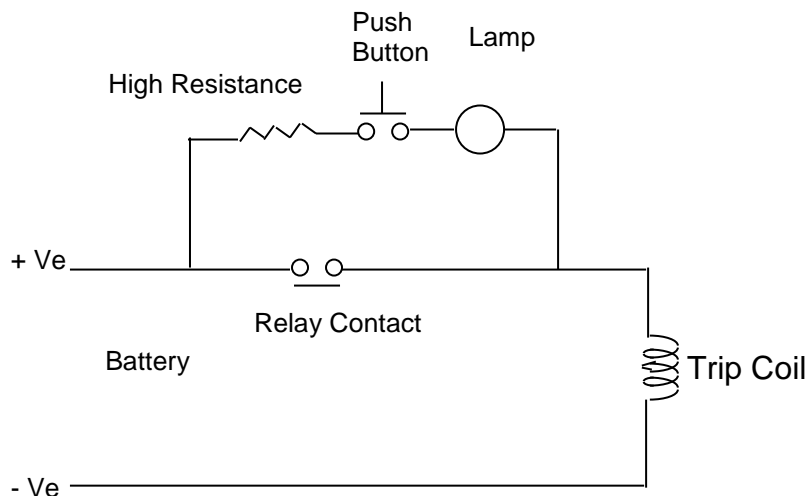 Push
Button
Lamp
High Resistance
+ Ve
Relay Contact
Battery
Trip Coil
- Ve